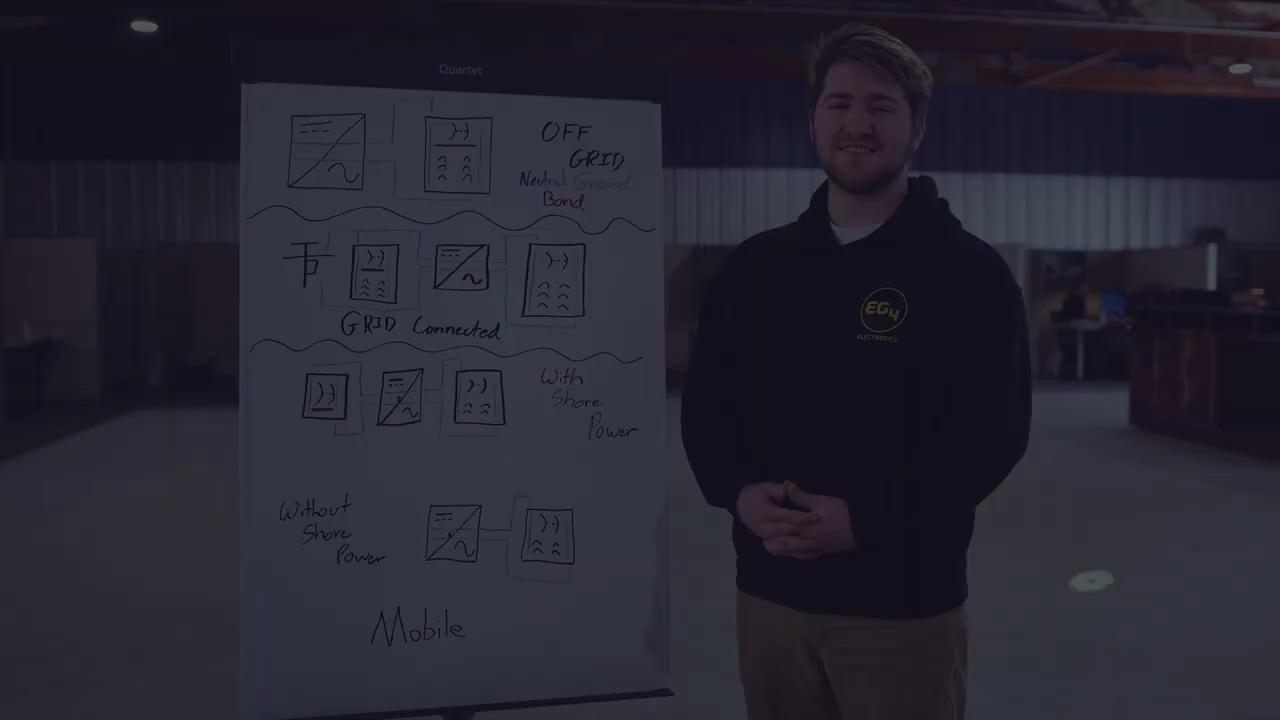 Quartet
OFF
GRID
Neutral Ground
Bond
GRID Connected
With
Shore
Power
Without
Shore
Power
Mobile
EG4
ELECTRONICS